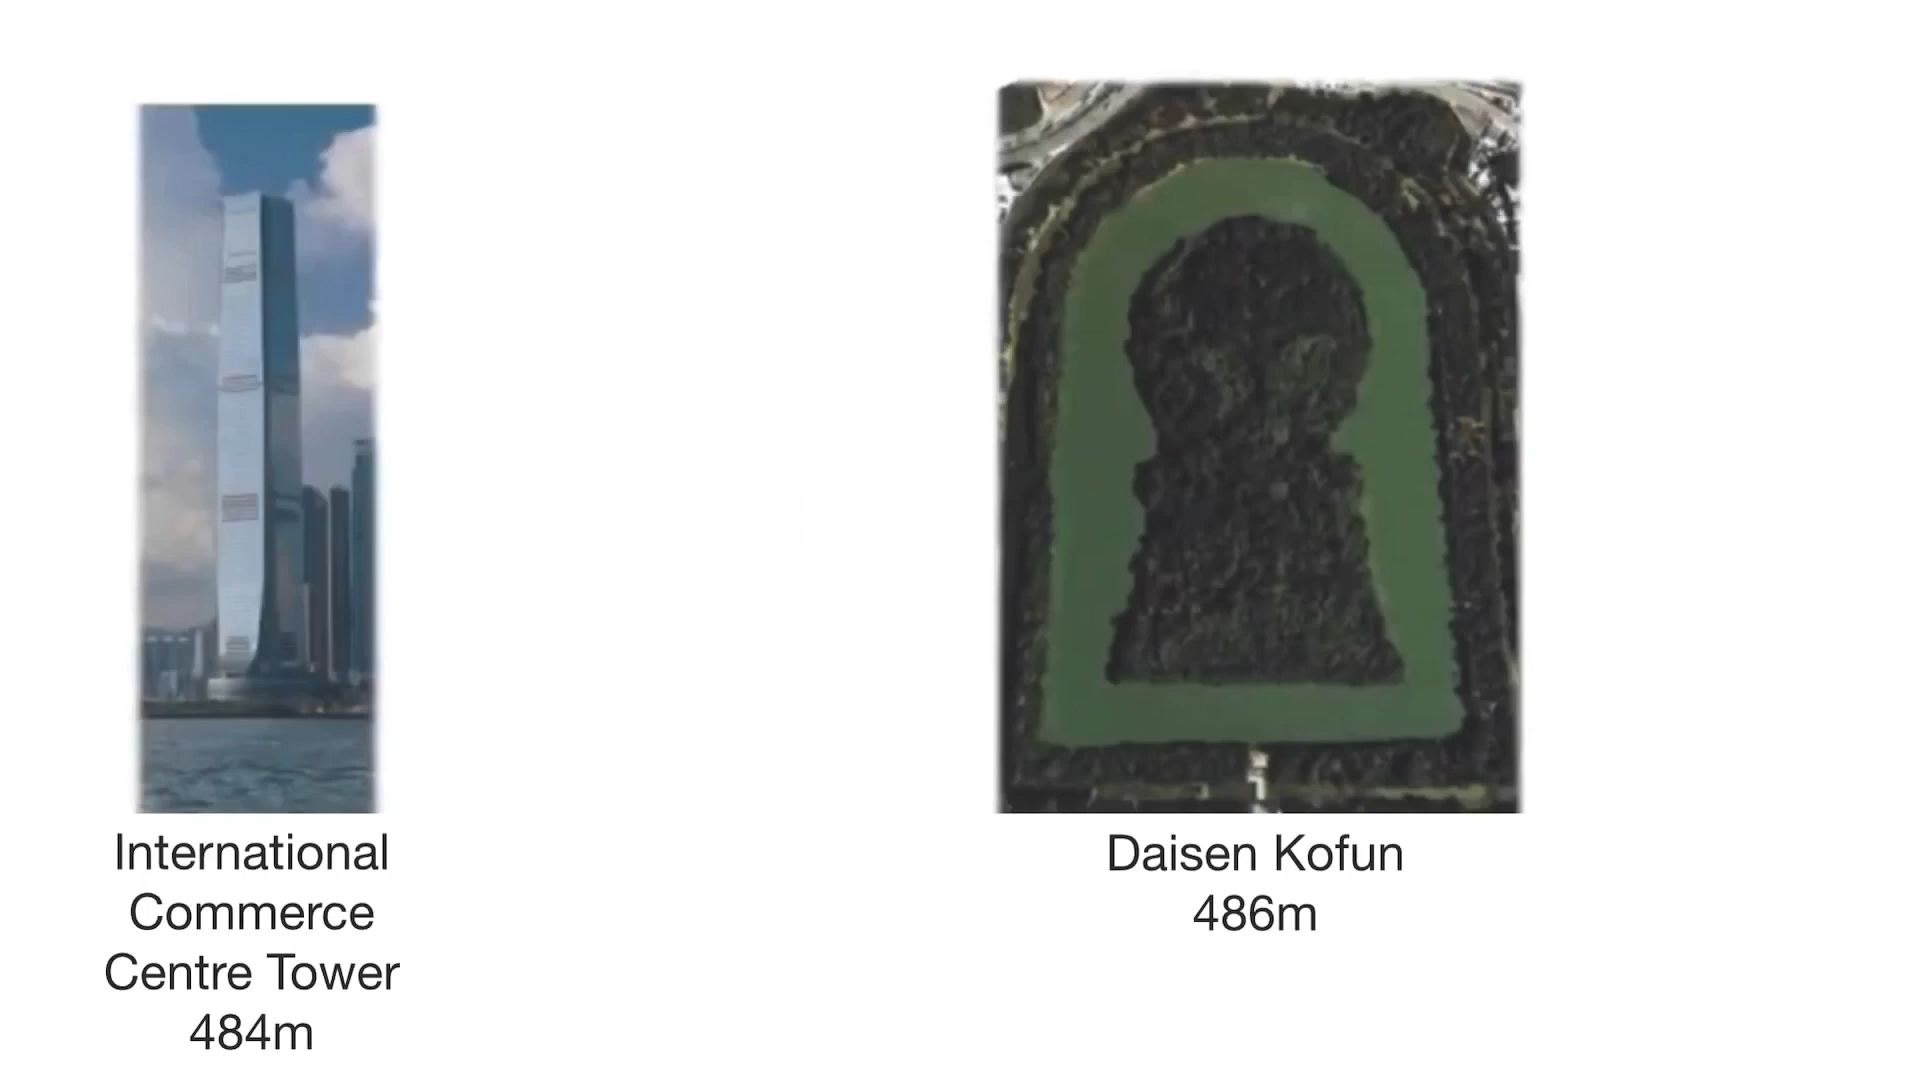 International
Commerce
Centre Tower
484m
Daisen Kofun
486m